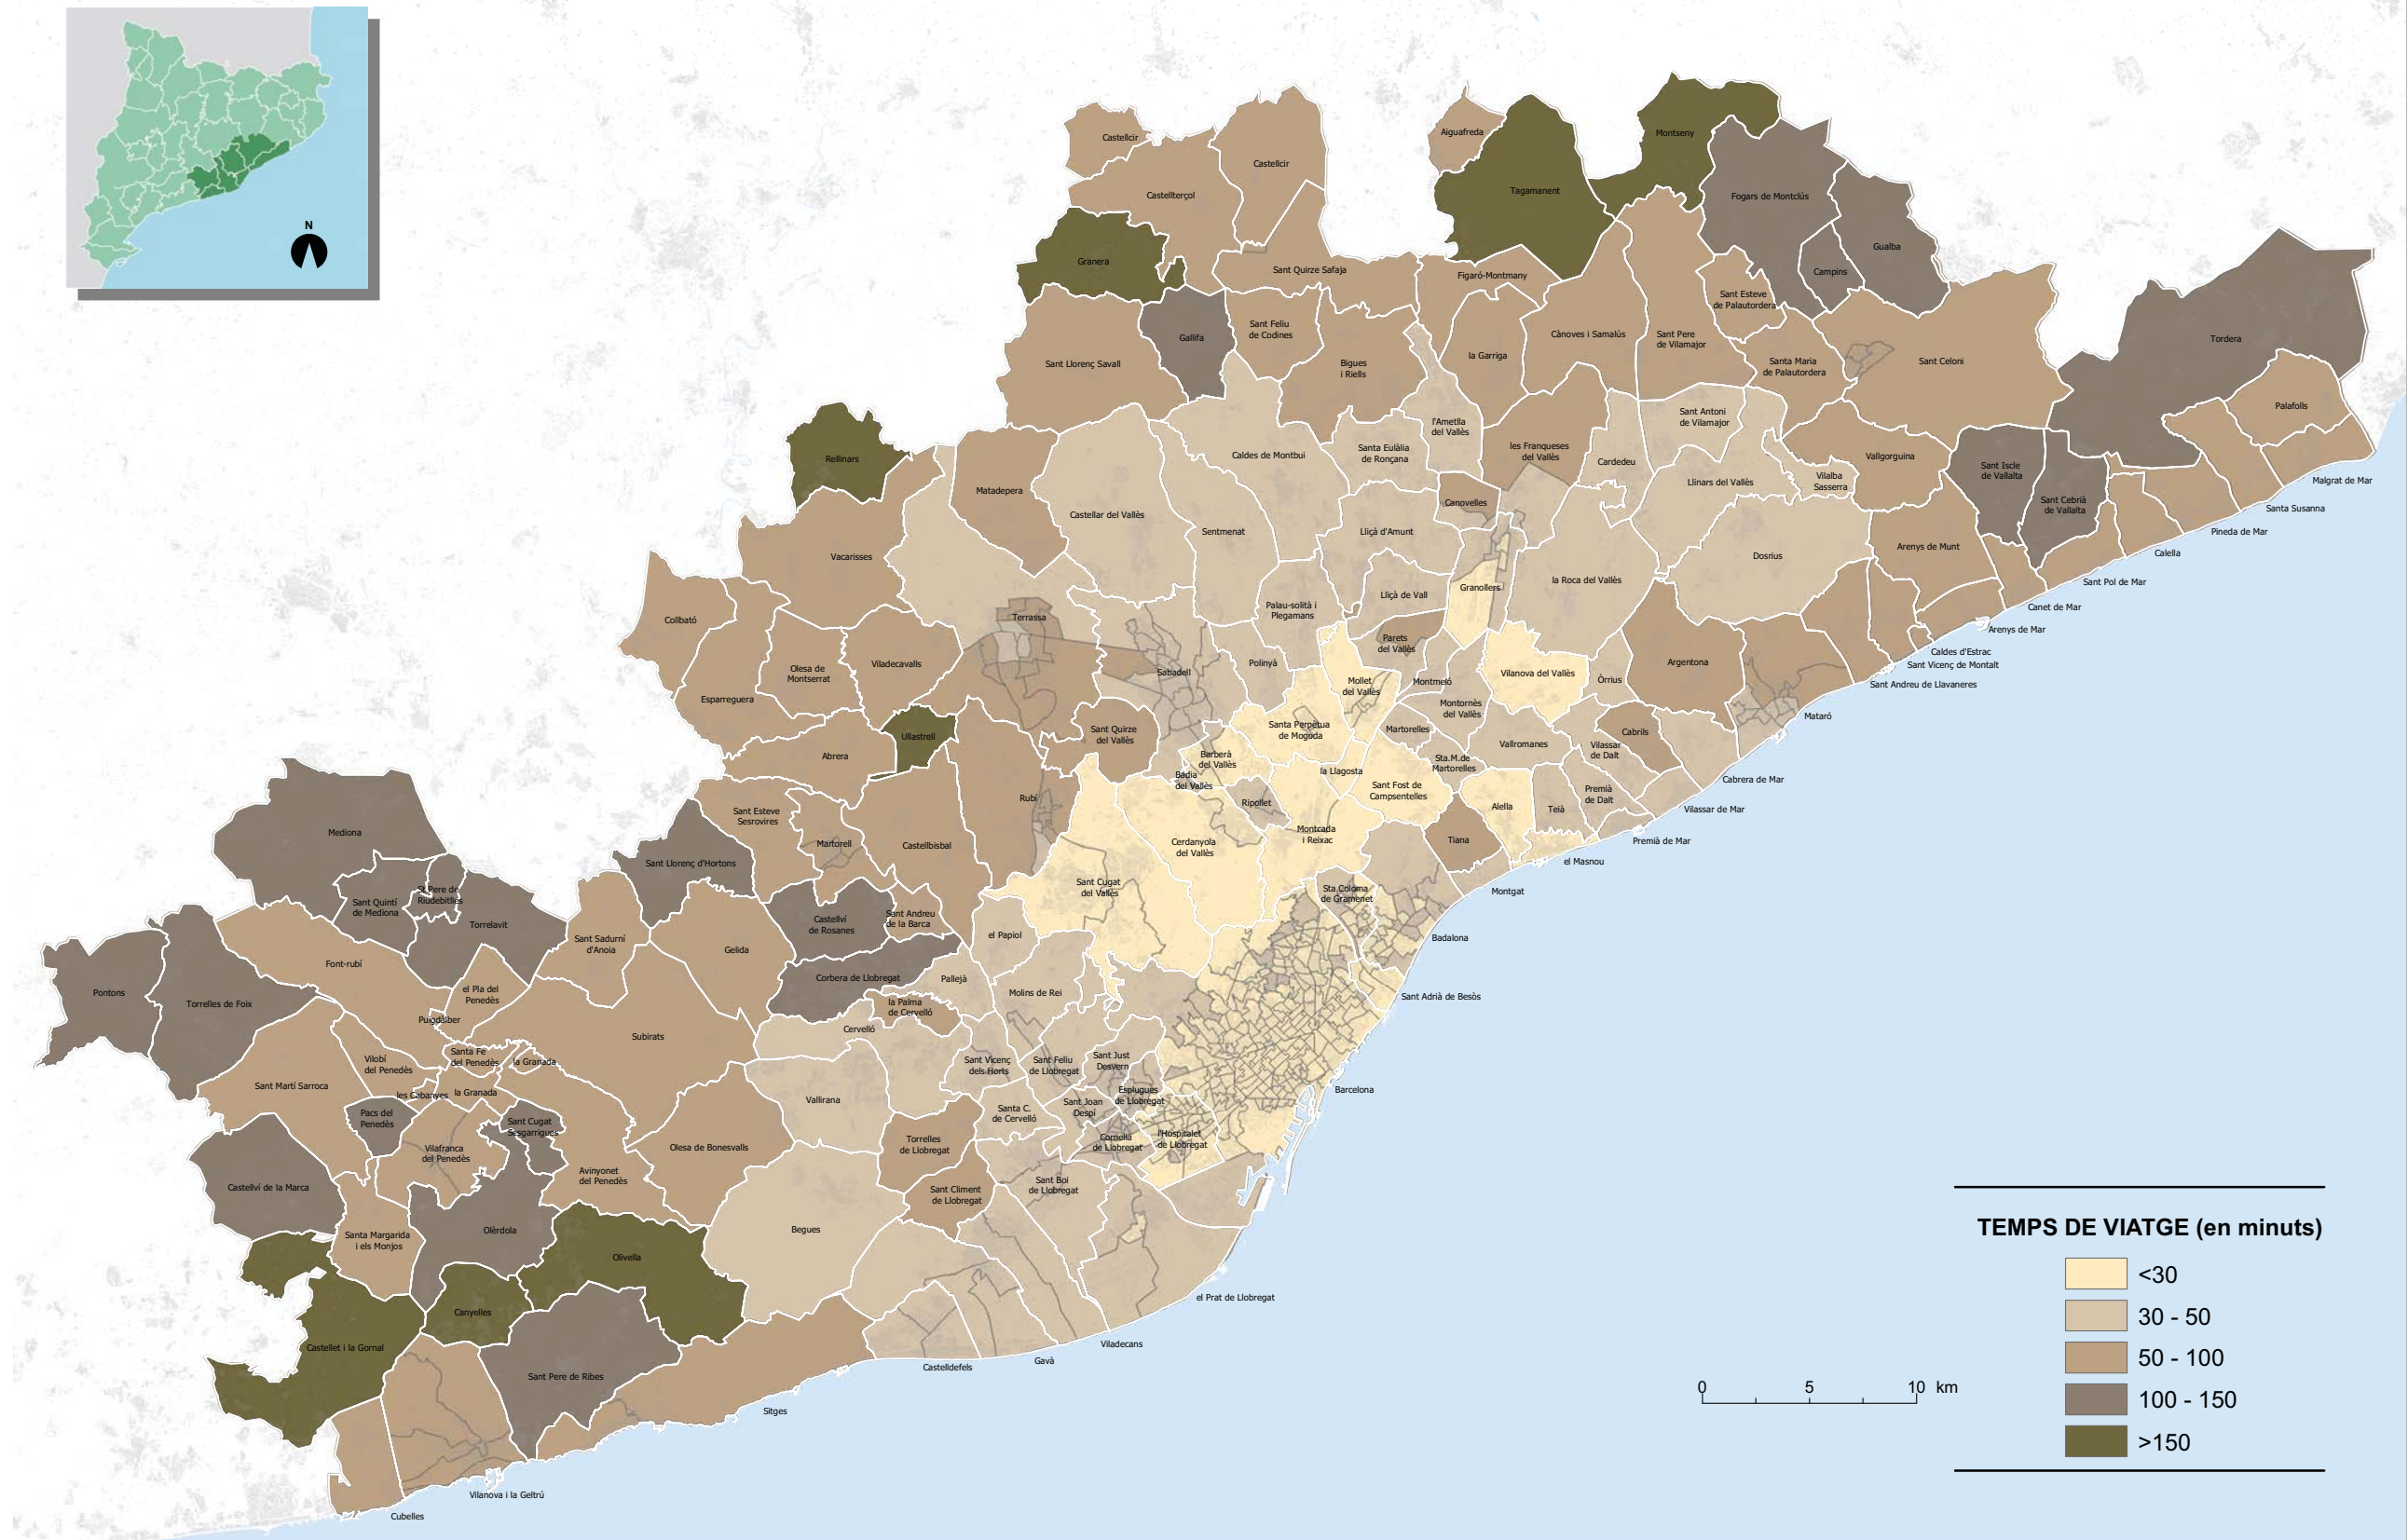 N
Castellcir
Castellcir
Castellterçol
Aiguafreda
Tagamanent
Montseny
Fogars de Montclús
Gualba
Campins
Granera
Sant Quirze Safaja
Figaró-Montmany
Sant Esteve
de Palautordera
Gallifa
Sant Feliu
de Codines
Sant Llorenç Savall
Bigues
i Riells
la Garriga
Cànoves i Samalús
Sant Pere
de Vilamajor
Santa Maria
de Palautordera
Sant Celoni
Tordera
Palafolls
Rellinars
Matadepera
Caldes de Montbui
Santa Eulàlia
de Ronçana
l'Ametlla
del Vallès
les Franqueses
del Vallès
Cardedeu
Sant Antoni
de Vilamajor
Llinars del Vallès
Vilalba
Sasserra
Vallgorguina
Sant Iscle
de Vallalta
Sant Cebrià
de Vallalta
Malgrat de Mar
Santa Susanna
Pineda de Mar
Calella
Sant Pol de Mar
Canet de Mar
Arenys de Mar
Caldes d'Estrac
Sant Vicenç de Montalt
Sant Andreu de Llavaneres
Mataró
Vacarisses
Castellar del Vallès
Sentmenat
Lliçà d'Amunt
Canovelles
Granollers
la Roca del Vallès
Dosrius
Arenys de Munt
Collbató
Esparreguera
Olesa de
Montserrat
Viladecavalls
Terrassa
Sabadell
Palau-solità i
Plegamans
Polinyà
Lliçà de Vall
Parets
del Vallès
Mollet
del Vallès
Montmeló
Montornès
del Vallès
Vilanova del Vallès
Òrrius
Argentona
Abrera
Ullastrell
Sant Quirze
del Vallès
Santa Perpètua
de Mogoda
Martorelles
Sta.M.de
Martorelles
Vallromanes
Vilassar
de Dalt
Cabrils
Cabrera de Mar
Vilassar de Mar
Premià de Mar
el Masnou
Montgat
Barberà
del Vallès
Badia
del Vallès
la Llagosta
Sant Fost de
Campsentelles
Alella
Teià
Premià
de Dalt
Tiana
Ripollet
Montcada
i Reixac
Cerdanyola
del Vallès
Sant Cugat
del Vallès
Rubí
Castellbisbal
Martorell
Sant Esteve
Sesrovires
Sant Llorenç d'Hortons
Mediona
Sant Quintí
de Mediona
St.Pere de
Riudebitlles
Torrelavit
Sant Sadurní
d'Anoia
Gelida
Castellví
de Rosanes
Sant Andreu
de la Barca
el Papiol
Corbera de Llobregat
Pallejà
Molins de Rei
la Palma
de Cervelló
Cervelló
Sta.Coloma
de Gramenet
Badalona
Sant Adrià de Besòs
Barcelona
Pontons
Torrelles de Foix
Font-rubí
el Pla del
Penedès
Puigdàlber
Subirats
Sant Martí Sarroca
Vilobí
del Penedès
Santa Fe
del Penedès
la Granada
les Cabanyes
la Granada
Pacs del
Penedès
Sant Cugat
Sesgarrigues
Vilafranca
del Penedès
Avinyonet
del Penedès
Olesa de Bonesvalls
Vallirana
Sant Vicenç
dels Horts
Sant Feliu
de Llobregat
Sant Just
Desvern
Esplugues
de Llobregat
Sant Joan
Despí
Santa C.
de Cervelló
Cornellà
de Llobregat
l'Hospitalet
de Llobregat
Torrelles
de Llobregat
Sant Climent
de Llobregat
Sant Boi
de Llobregat
Begues
Castellví de la Marca
Santa Margarida
i els Monjos
Olèrdola
Olivella
Canyelles
Castellet i la Gornal
Sant Pere de Ribes
el Prat de Llobregat
Viladecans
Gavà
Castelldefels
Sitges
Vilanova i la Geltrú
Cubelles
0 5 10 km
TEMPS DE VIATGE (en minuts)
<30
30 - 50
50 - 100
100 - 150
>150